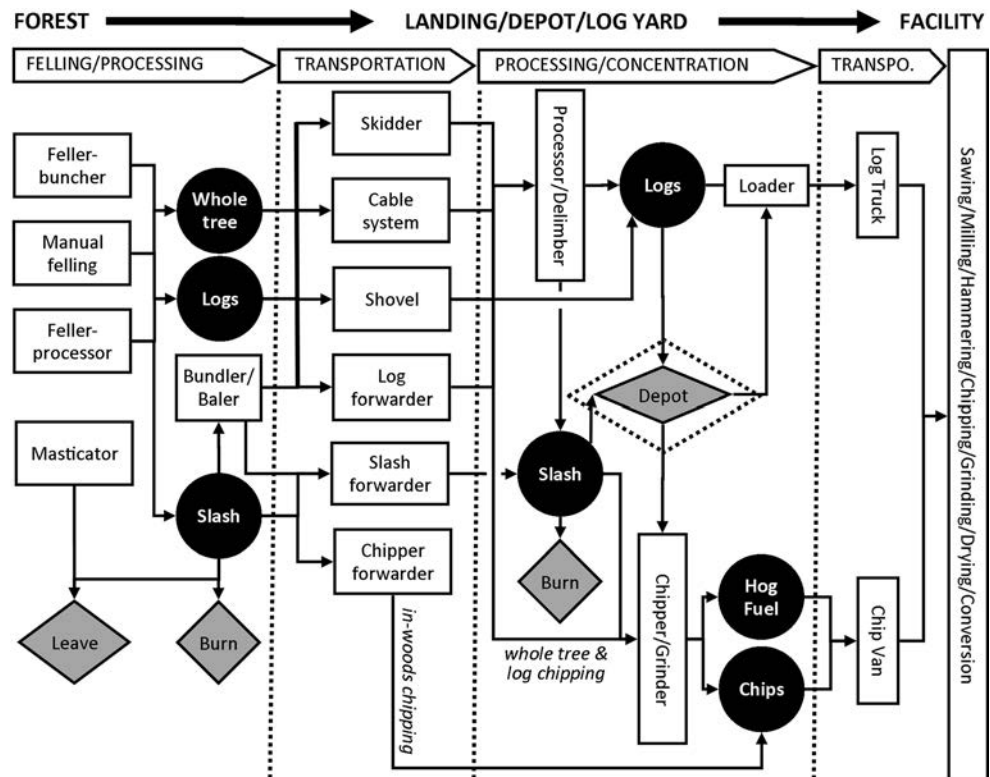 FOREST
LANDING/DEPOT/LOG YARD
FACILITY
FELLING/PROCESSING
TRANSPORTATION
PROCESSING/CONCENTRATION
TRANSPO.
Feller-
buncher
Manual
felling
Feller-
processor
Masticator
Whole
tree
Logs
Bundler/
Baler
Slash
Leave
Burn
Skidder
Cable
system
Shovel
Log
forwarder
Slash
forwarder
Chipper
forwarder
in-woods chipping
Processor/Delimber
Logs
Loader
Depot
Slash
Burn
whole tree &
log chipping
Chipper/Grinder
Hog
Fuel
Chips
Log Truck
Chip Van
Sawing/Milling/Hammering/Chipping/Grinding/Drying/Conversion